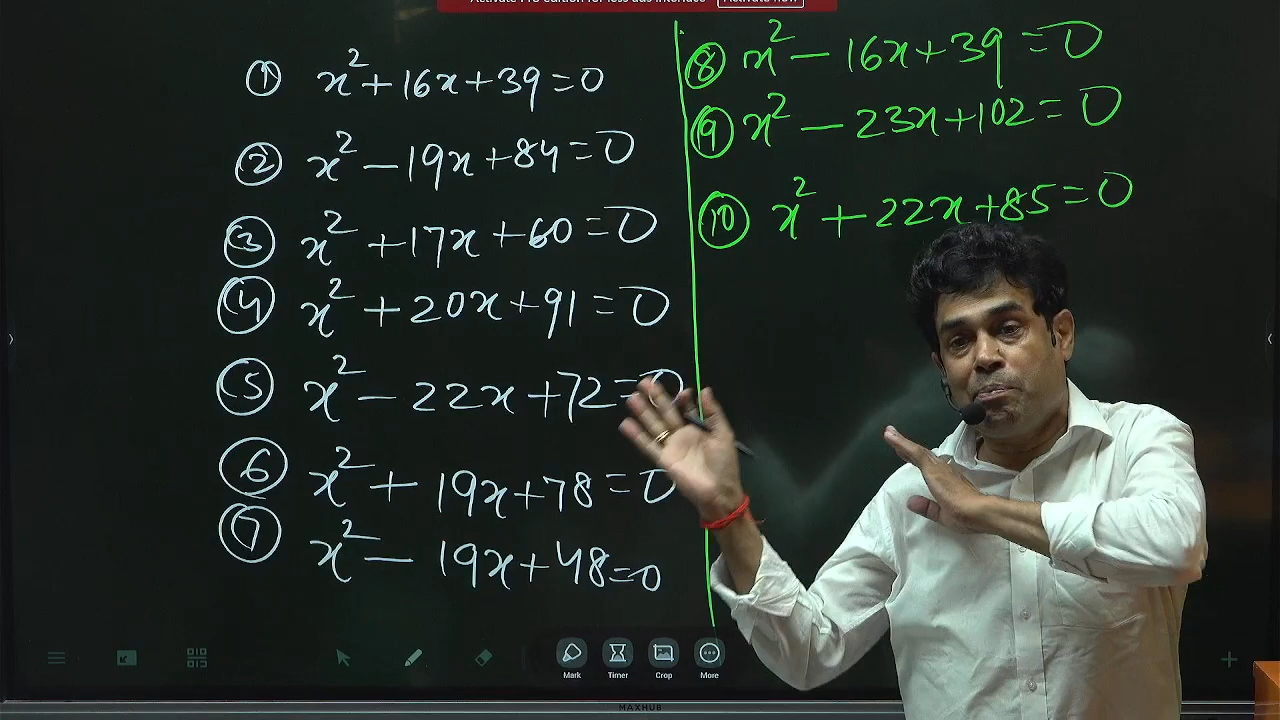 ① x² + 16x + 39 = 0
② x² - 19x + 84 = 0
③ x² + 17x + 60 = 0
④ x² + 20x + 91 = 0
⑤ x² - 22x + 72 = 0
⑥ x² + 19x + 78 = 0
⑦ x² - 19x + 48 = 0
⑧ x² - 16x + 39 = 0
⑨ x² - 23x + 102 = 0
⑩ x² + 22x + 85 = 0
Mark Timer Crop More
MAXHUB